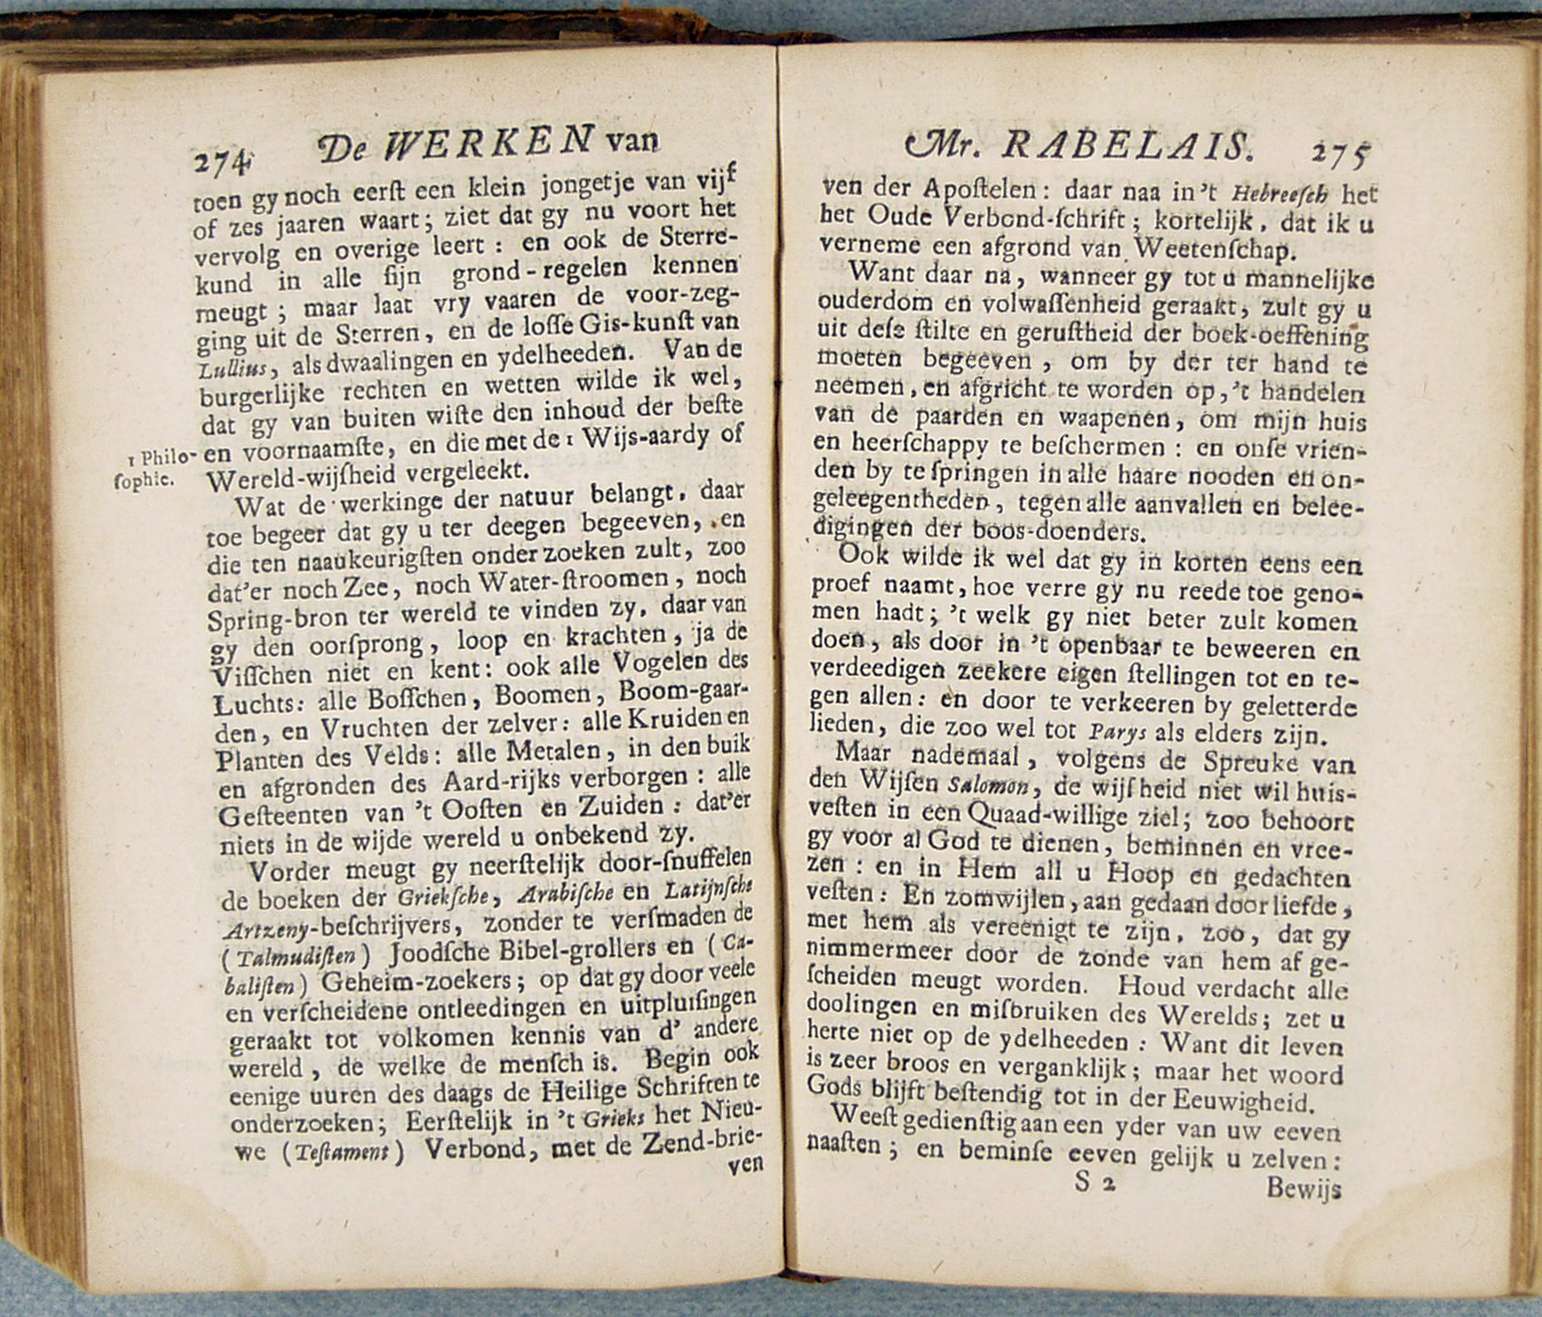 274 De WERKEN van
toen gy noch eerſt een klein jongetje van vijf
of zes jaaren waart; ziet dat gy nu voort het
vervolg en overige leert : en ook de Sterre-
kund in alle ſijn grond-regelen kennen
meugt ; maar laat vry vaaren de voor-zeg-
ging uit de Sterren, en de loſſe Gis-kunſt van
Lullius, als dwaalingen en ydelheeden. Van de
burgerlijke rechten en wetten wilde ik wel,
dat gy van buiten wiſte den inhoud der beſte
en voornaamſte, en die met de 1 Wijs-aardy of
1 Philo-
ſophie.
Wereld-wijſheid vergeleekt.
Wat de werkinge der natuur belangt, daar
toe begeer dat gy u ter deegen begeeven, en
die ten naaukeurigſten onderzoeken zult, zoo
dat'er noch Zee, noch Water-ſtroomen, noch
Spring-bron ter wereld te vinden zy, daar van
gy den oorſprong, loop en krachten, ja de
Viſſchen niet en kent: ook alle Vogelen des
Luchts: alle Boſſchen, Boomen, Boom-gaar-
den, en Vruchten der zelver: alle Kruiden en
Planten des Velds: alle Metalen, in den buik
en afgronden des Aard-rijks verborgen : alle
Geſteenten van 't Ooſten en Zuiden : dat'er
niets in de wijde wereld u onbekend zy.
Vorder meugt gy neerſtelijk door-ſnuffelen
de boeken der Griekſche, Arabiſche en Latijnſche
Artzeny-beſchrijvers, zonder te verſmaden de
(Talmudiſten) Joodſche Bibel-grollers en (Ca-
baliſten) Geheim-zoekers; op dat gy door veele
en verſcheidene ontleedingen en uitpluiſingen
geraakt tot volkomen kennis van d' andere
wereld, de welke de menſch is. Begin ook
eenige uuren des daags de Heilige Schriften te
onderzoeken; Eerſtelijk in 't Grieks het Nieu-
we (Teſtament) Verbond, met de Zend-brie-
ven
Mr. RABELAIS. 275
ven der Apoſtelen: daar naa in 't Hebreeſch het
het Oude Verbond-ſchrift; kortelijk, dat ik u
verneme een afgrond van Weetenſchap.
Want daar na, wanneer gy tot u mannelijke
ouderdom en volwaſſenheid geraakt, zult gy u
uit deſe ſtilte en geruſtheid der boek-oeffening
moeten begeeven, om by der ter hand te
neemen, en afgricht te worden op, 't handelen
van de paarden en waapenen, om mijn huis
en heerſchappy te beſchermen : en onſe vrien-
den by te ſpringen in alle haare nooden en on-
geleegentheden, tegen alle aanvallen en belee-
digingen der boos-doenders.
Ook wilde ik wel dat gy in korten eens een
proef naamt, hoe verre gy nu reede toe geno-
men hadt; 't welk gy niet beter zult komen
doen, als door in 't openbaar te beweeren en
verdeedigen zeekere eigen ſtellingen tot en te-
gen allen: en door te verkeeren by geletterde
lieden, die zoo wel tot Parys als elders zijn.
Maar nademaal, volgens de Spreuke van
den Wijſen Salomon, de wijſheid niet wil huis-
veſten in een Quaad-willige ziel; zoo behoort
gy voor al God te dienen, beminnen en vree-
zen : en in Hem all u Hoop en gedachten
veſten: En zomwijlen, aan gedaan door liefde,
met hem als vereenigt te zijn, zoo, dat gy
nimmermeer door de zonde van hem af ge-
ſcheiden meugt worden. Houd verdacht alle
doolingen en miſbruiken des Werelds; zet u
herte niet op de ydelheeden : Want dit leven
is zeer broos en verganklijk; maar het woord
Gods blijft beſtendig tot in der Eeuwigheid.
Weeſt gedienſtig aan een yder van uw eeven
naaſten ; en beminſe eeven gelijk u zelven:
S 2 Bewijs